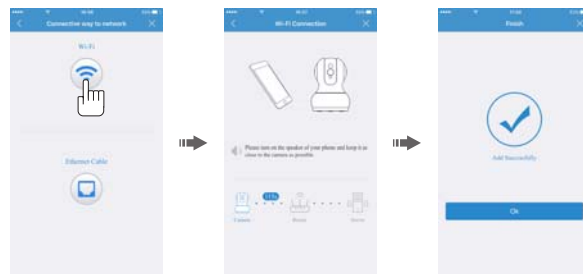 Connective way to network
Wi-Fi
Ethernet Cable
Wi-Fi Connection
Please turn on the speaker of your phone and keep it as
close to the camera as possible.
Camera
Router
Server
Finish
Add Successfully
Ok